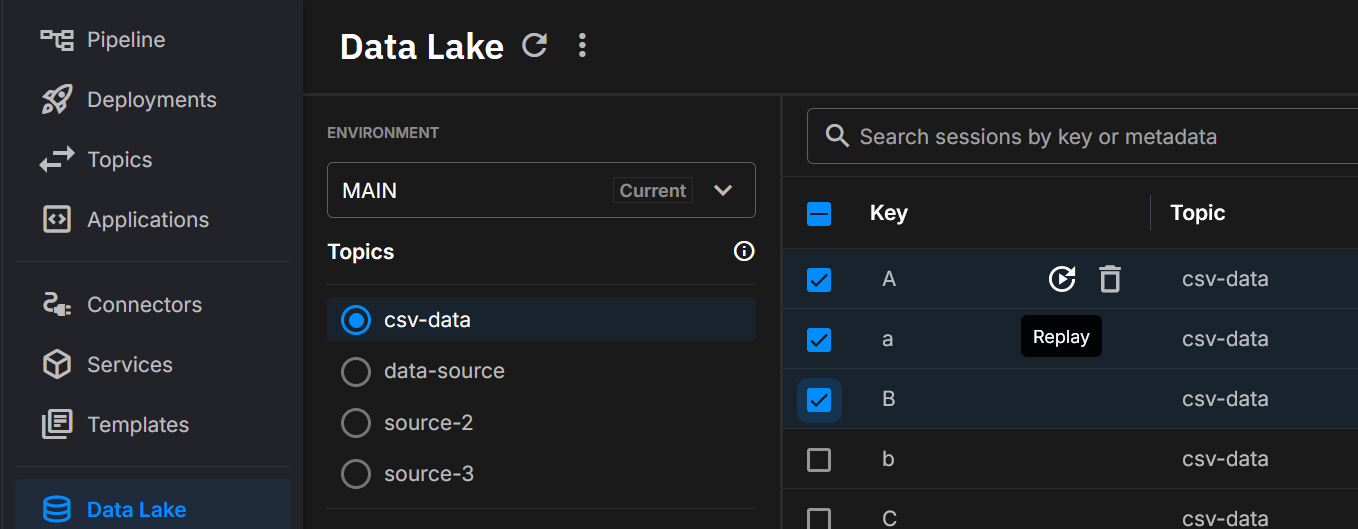 Pipeline
Deployments
Topics
Applications
Connectors
Services
Templates
Data Lake
Data Lake
ENVIRONMENT
MAIN Current
Topics
csv-data
data-source
source-2
source-3
Search sessions by key or metadata
Key Topic
A csv-data
a csv-data
Replay
B csv-data
b csv-data
C csv-data